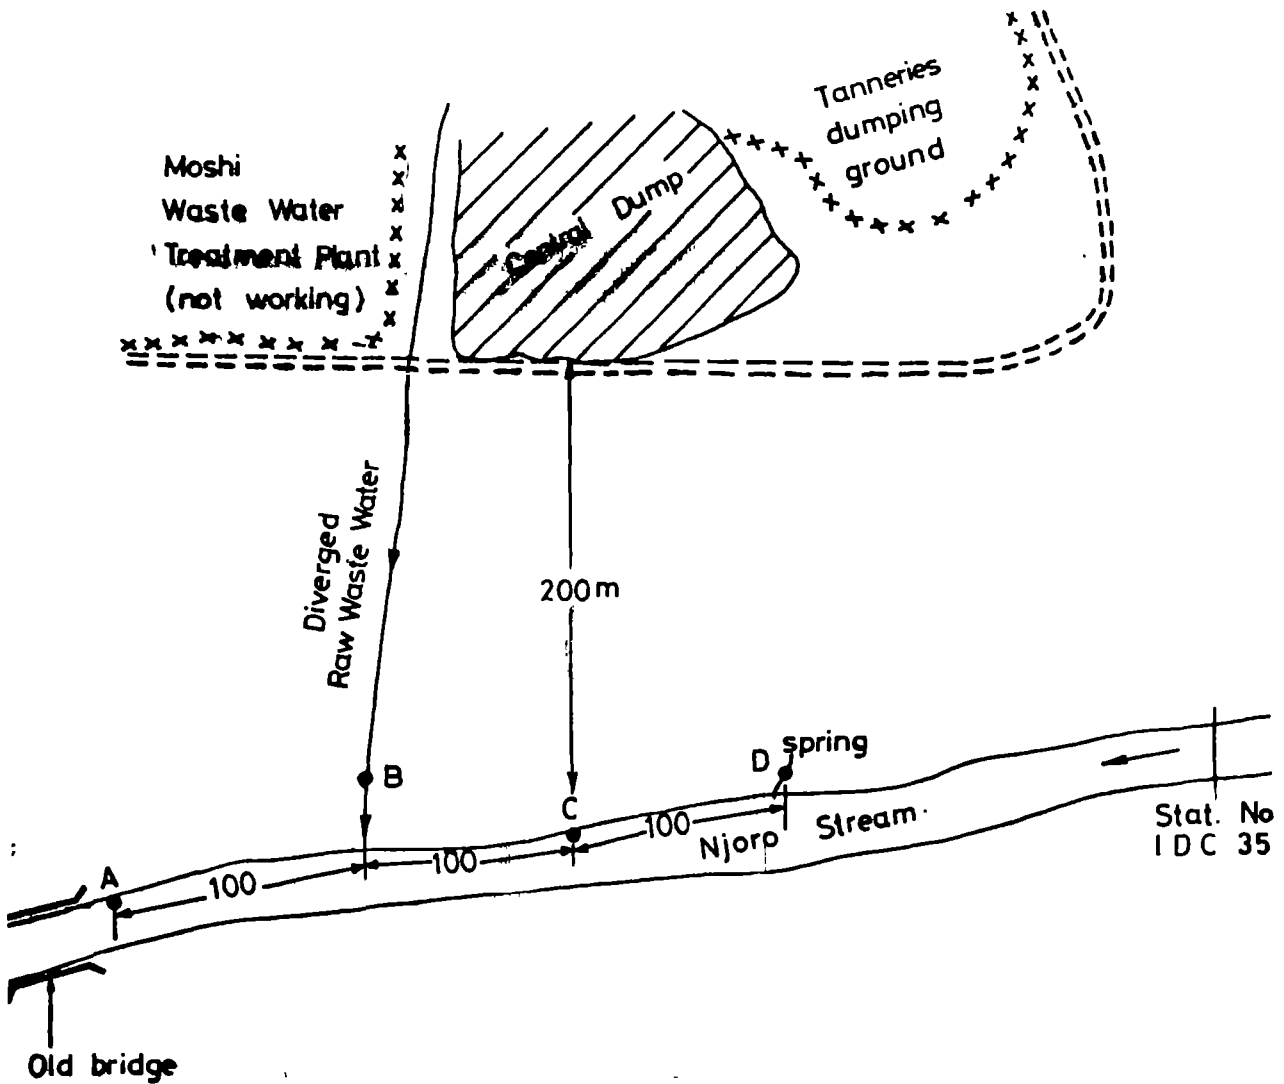 Tanneries
dumping
ground
Moshi
Waste Water
Treatment Plant
(not working)
Central Dump
Diverged
Raw Waste Water
200m
B
D spring
C
100
Njoro Stream
Stat. No
IDC 35
100
A
100
Old bridge